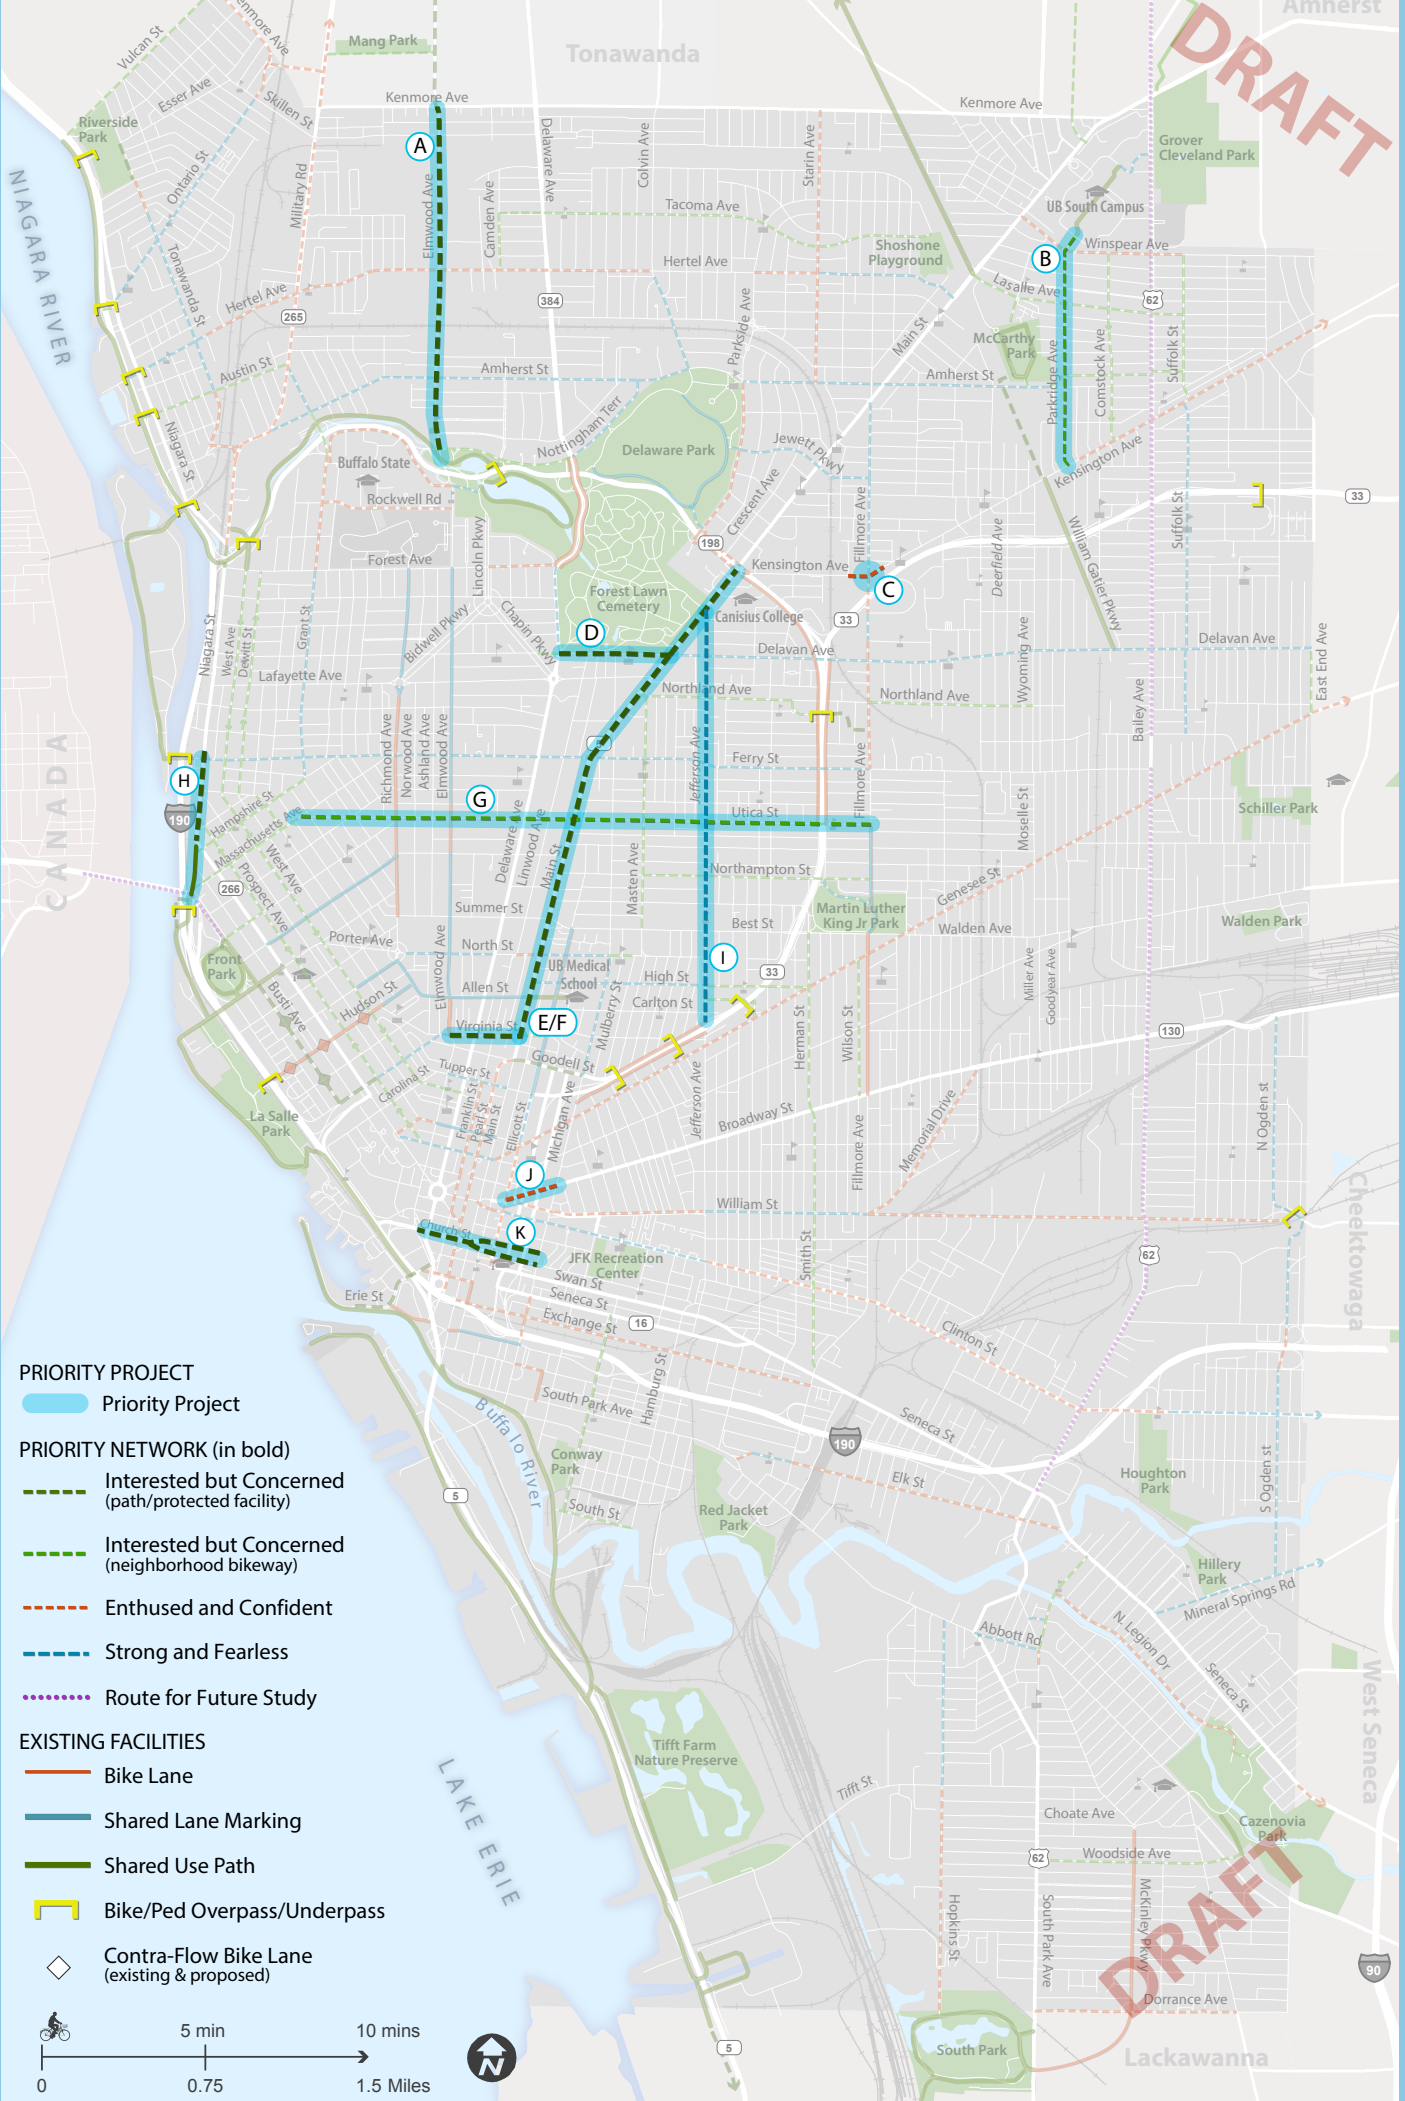 Amherst
Kenmore Ave
Vulcan St
Mang Park
Tonawanda
DRAFT
Esser Ave
Skillen St
Kenmore Ave
Kenmore Ave
Riverside
Park
A
Delaware Ave
Colvin Ave
Starin Ave
Grover
Cleveland Park
Ontario St
Military Rd
Elmwood Ave
Camden Ave
Tacoma Ave
UB South Campus
NIAGARA RIVER
Tonawanda St
Hertel Ave
Shoshone
Playground
B
Winspear Ave
Hertel Ave
265
384
Parkside Ave
Main St
Lasalle Ave
62
McCarthy
Park
Parkridge Ave
Comstock Ave
Suffolk St
Austin St
Amherst St
Amherst St
Nottingham Terr
Delaware Park
Jewett Pkwy
Kensington Ave
Niagara St
Buffalo State
Rockwell Rd
Crescent Ave
Fillmore Ave
33
Suffolk St
198
Forest Ave
Lincoln Pkwy
Kensington Ave
C
Deerfield Ave
William Gatier Pkwy
Forest Lawn
Cemetery
Canisius College
33
Niagara St
West Ave
Dewitt St
Grant St
Bidwell Pkwy
Chapin Pkwy
D
Delavan Ave
Delavan Ave
Wyoming Ave
East End Ave
Lafayette Ave
Northland Ave
Northland Ave
Bailey Ave
CANADA
Richmond Ave
Norwood Ave
Ashland Ave
Elmwood Ave
Jefferson Ave
Ferry St
Fillmore Ave
H
190
Hampshire St
Massachusetts Ave
G
Utica St
Moselle St
Schiller Park
West Ave
Prospect Ave
266
Delaware Ave
Linwood Ave
Main St
Masten Ave
Northampton St
Genesee St
Summer St
Martin Luther
King Jr Park
Best St
Walden Ave
Walden Park
Porter Ave
North St
Elmwood Ave
Front
Park
UB Medical
School
High St
I
33
Miller Ave
Goodyear Ave
Busti Ave
Hudson St
Allen St
Mulberry St
Carlton St
Virginia St
E/F
Herman St
Wilson St
130
Goodell St
Tupper St
Carolina St
Jefferson Ave
La Salle
Park
Franklin St
Pearl St
Main St
Ellicott St
Michigan Ave
Broadway St
Fillmore Ave
Memorial Drive
N Ogden st
J
William St
Cheektowaga
Church St
K
JFK Recreation
Center
Smith St
62
Swan St
Seneca St
Erie St
Exchange St
16
Clinton St
Hamburg St
PRIORITY PROJECT
Priority Project
South Park Ave
Seneca St
Buffalo River
190
PRIORITY NETWORK (in bold)
Interested but Concerned
(path/protected facility)
Conway
Park
Elk St
Houghton
Park
S Ogden st
5
South St
Red Jacket
Park
Interested but Concerned
(neighborhood bikeway)
Hillery
Park
Mineral Springs Rd
Enthused and Confident
N. Legion Dr
Abbott Rd
Strong and Fearless
Seneca St
West Seneca
Route for Future Study
EXISTING FACILITIES
Tifft Farm
Nature Preserve
Bike Lane
LAKE ERIE
Tifft St
Choate Ave
Cazenovia
Park
Shared Lane Marking
62
Woodside Ave
Shared Use Path
DRAFT
Bike/Ped Overpass/Underpass
Hopkins St
South Park Ave
McKinley Pkwy
Contra-Flow Bike Lane
(existing & proposed)
90
Dorrance Ave
5 min
10 mins
N
5
South Park
Lackawanna
0
0.75
1.5 Miles